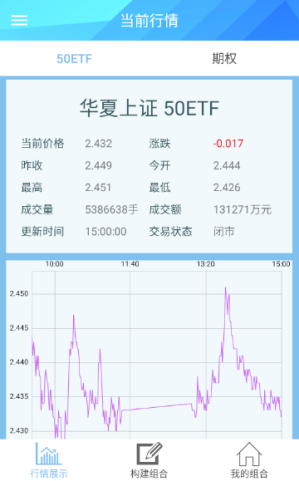 当前行情
50ETF 期权
华夏上证 50ETF
当前价格 2.432 涨跌 -0.017
昨收 2.449 今开 2.444
最高 2.451 最低 2.426
成交量 5386638手 成交额 131271万元
更新时间 15:00:00 交易状态 闭市
10:00 11:40 13:20 15:00
2.450
2.445
2.440
2.435
2.430
行情展示 构建组合 我的组合